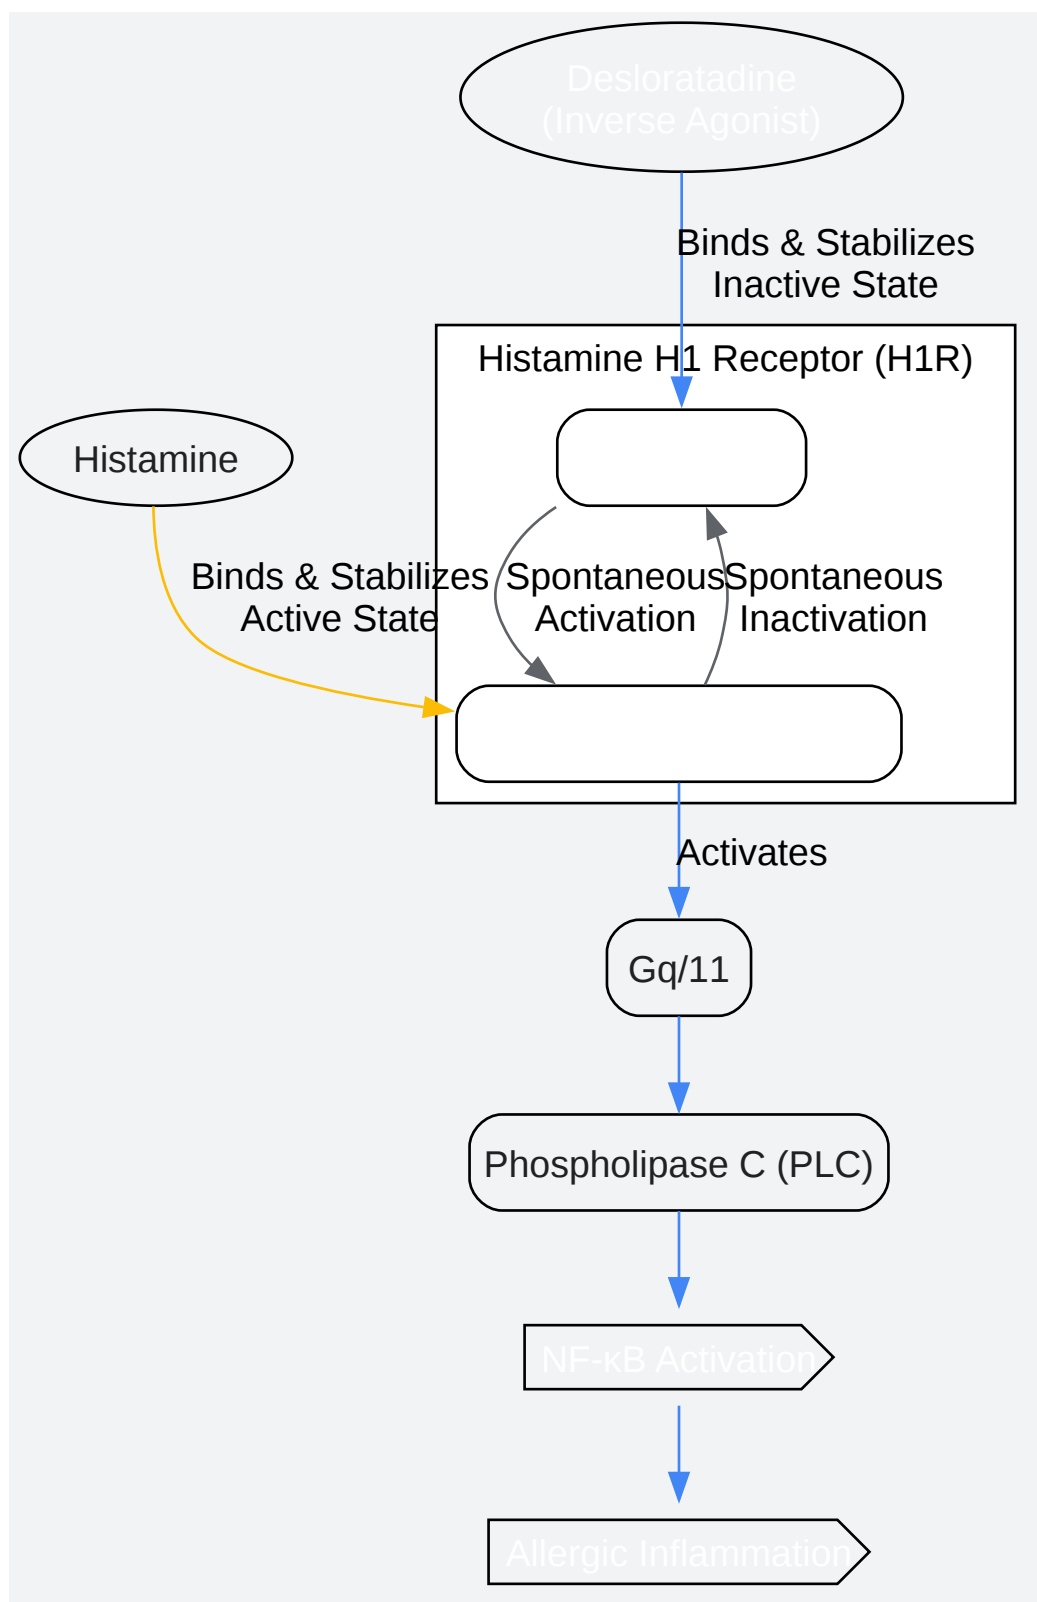 Desloratadine
(Inverse Agonist)
Binds & Stabilizes
Inactive State
Histamine H1 Receptor (H1R)
Histamine
Binds & Stabilizes
Active State
Spontaneous
Activation
Spontaneous
Inactivation
Activates
Gq/11
Phospholipase C (PLC)
NF-κB Activation
Allergic Inflammation